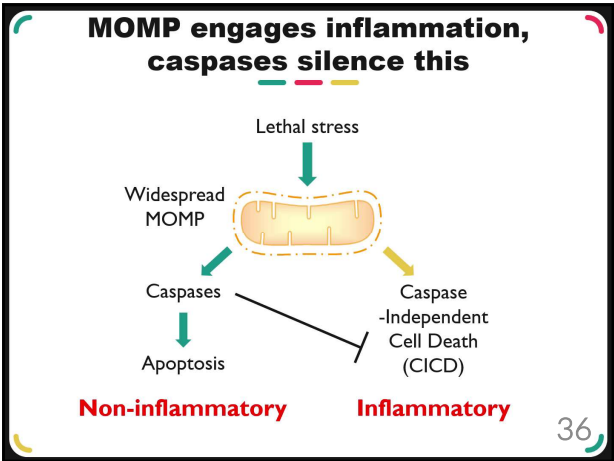 MOMP engages inflammation,
caspases silence this
Lethal stress
Widespread
MOMP
Caspases
Apoptosis
Non-inflammatory
Caspase
-Independent
Cell Death
(CICD)
Inflammatory
36